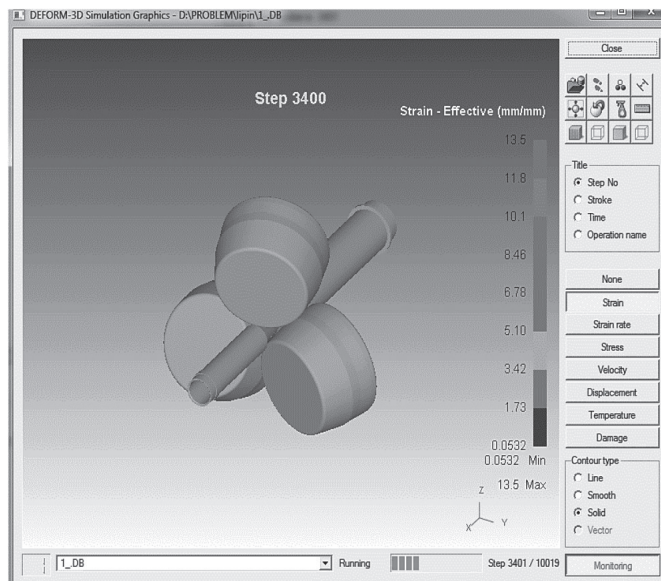 DEFORM-3D Simulation Graphics - D:\PROBLEM\lipin\1_.DB
Close
Step 3400
Strain - Effective (mm/mm)
13.5
11.8
10.1
8.46
6.78
5.10
3.42
1.73
0.0532
0.0532 Min
13.5 Max
Z
X
Y
Title
Step No
Stroke
Time
Operation name
None
Strain
Strain rate
Stress
Velocity
Displacement
Temperature
Damage
Contour type
Line
Smooth
Solid
Vector
1_.DB
Running
Step 3401 / 10019
Monitoring